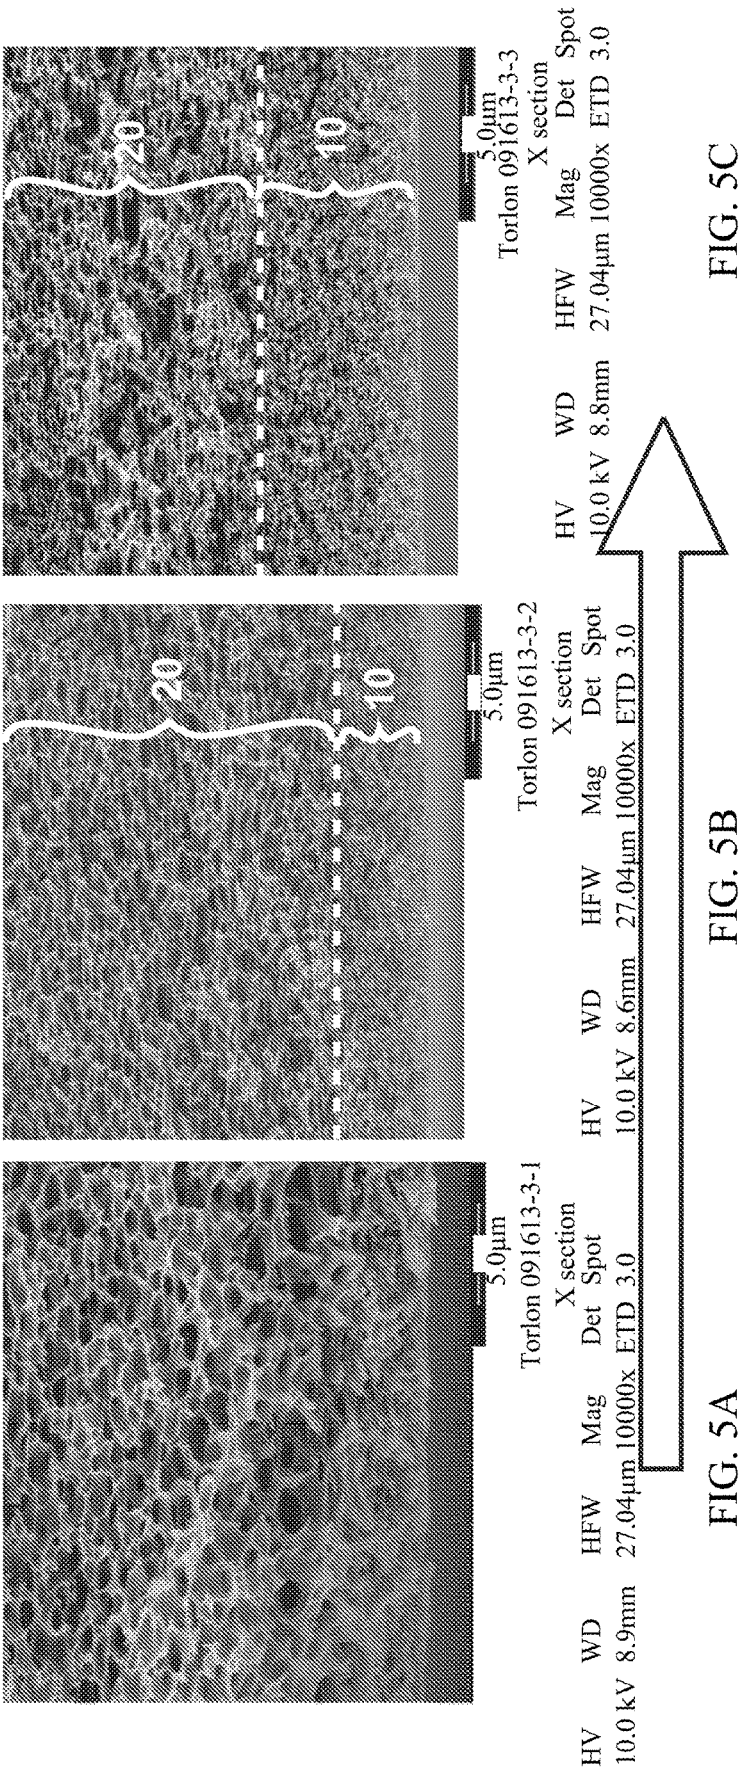 5.0μm
Torlon 091613-3-1
X section
HV WD HFW Mag Det Spot
10.0 kV 8.9mm 27.04μm 10000x ETD 3.0
FIG. 5A
20
10
5.0μm
Torlon 091613-3-2
X section
HV WD HFW Mag Det Spot
10.0 kV 8.6mm 27.04μm 10000x ETD 3.0
FIG. 5B
20
10
5.0μm
Torlon 091613-3-3
X section
HV WD HFW Mag Det Spot
10.0 kV 8.8mm 27.04μm 10000x ETD 3.0
FIG. 5C